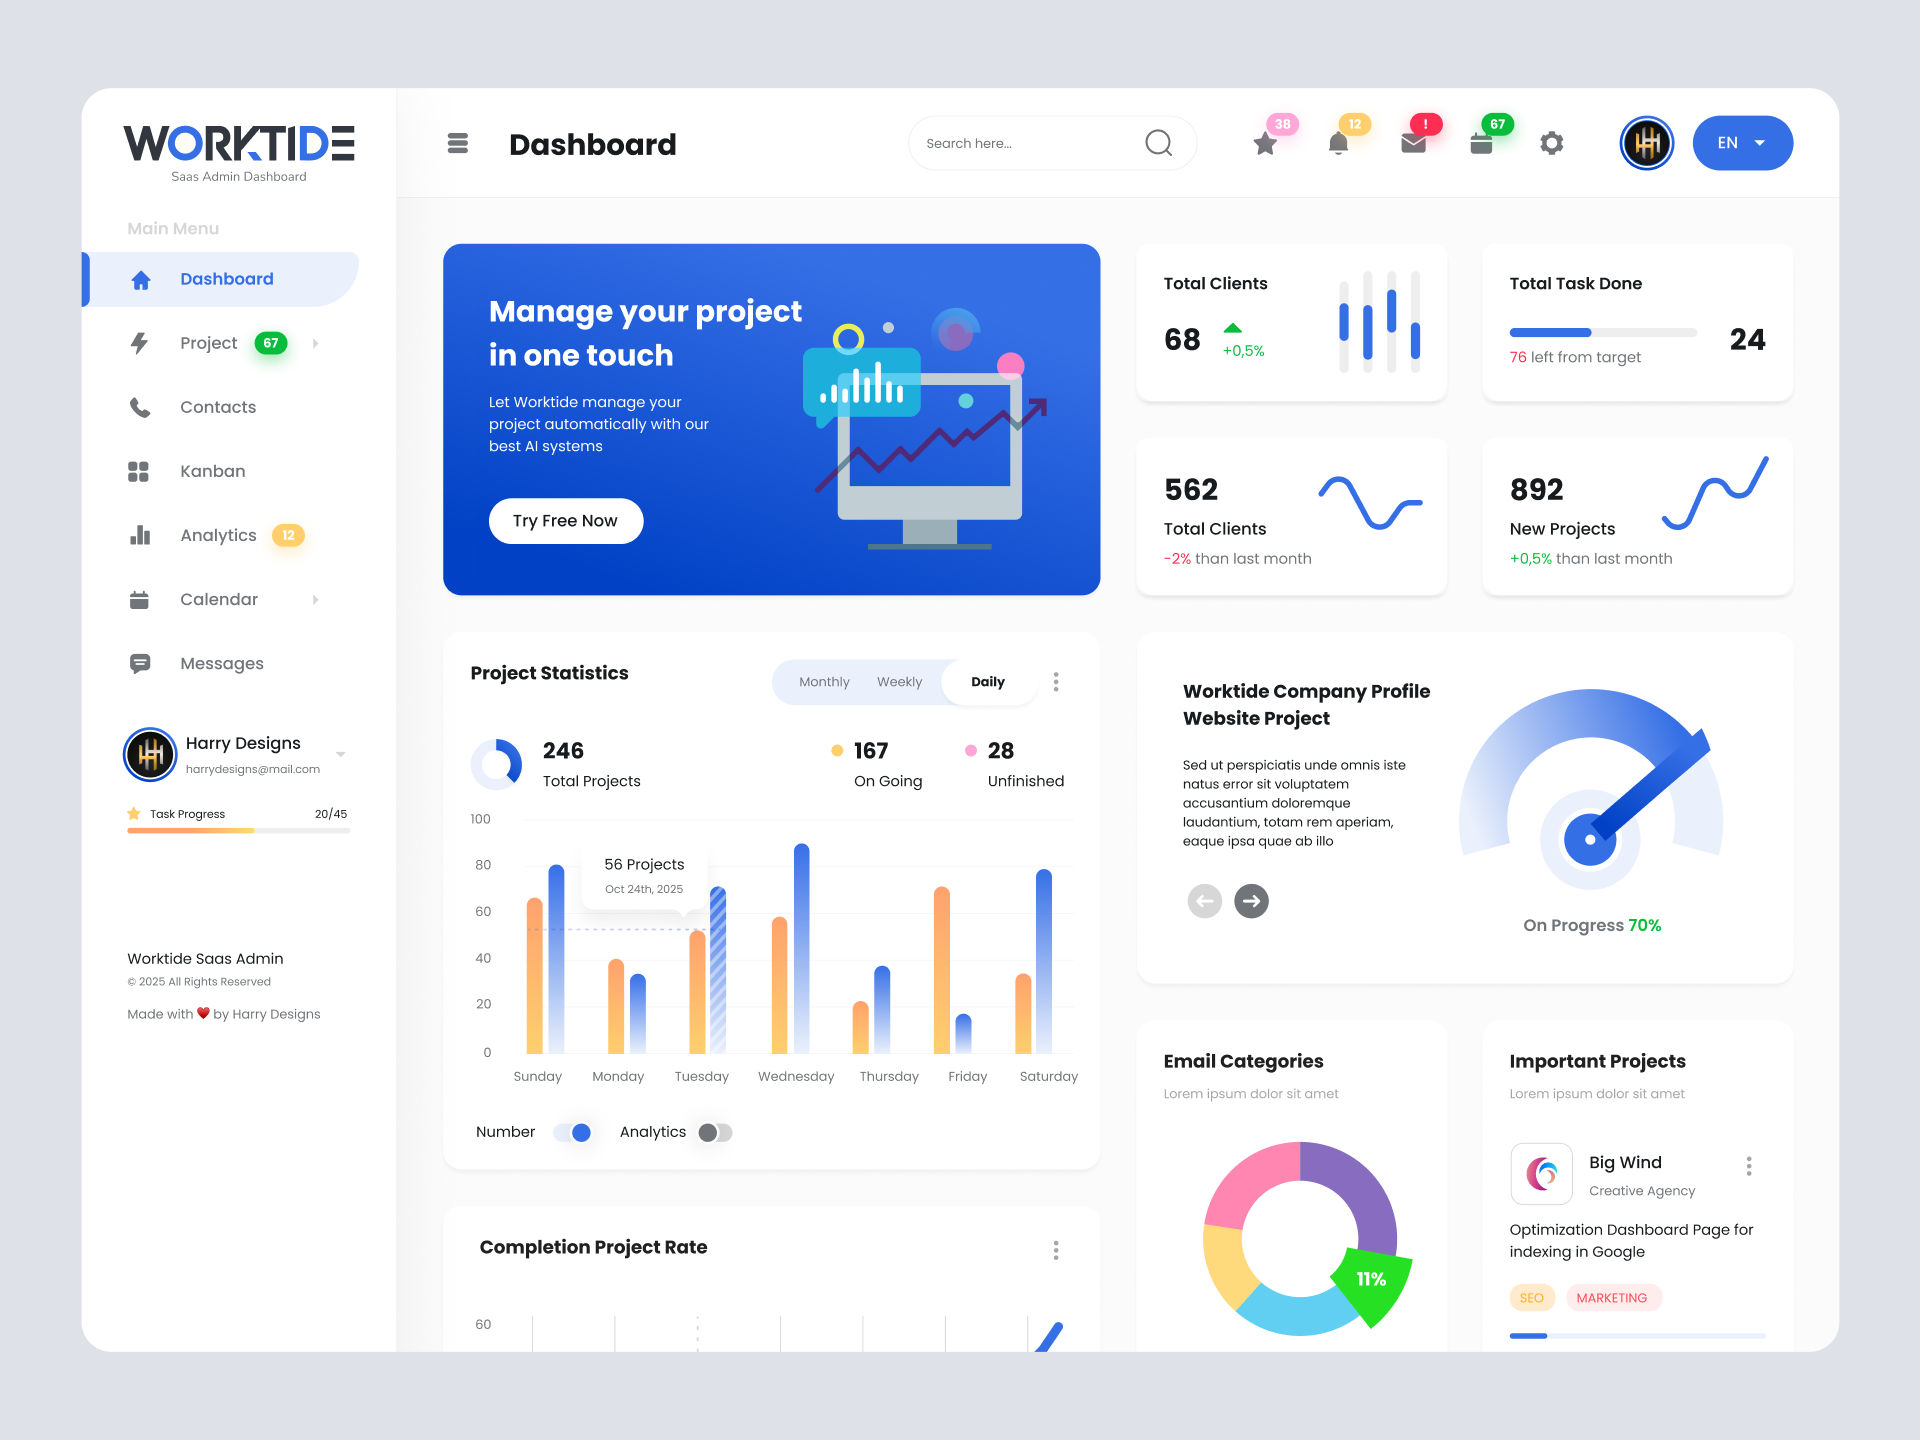 WORKTIDE
Saas Admin Dashboard
Main Menu
Dashboard
Project 67
Contacts
Kanban
Analytics 12
Calendar
Messages
Harry Designs
harrydesigns@mail.com
Task Progress 20/45
Worktide Saas Admin
© 2025 All Rights Reserved
Made with ❤️ by Harry Designs
Dashboard
Search here...
38
12
!
67
EN
Manage your project
in one touch
Let Worktide manage your
project automatically with our
best AI systems
Try Free Now
Total Clients
68
+0,5%
Total Task Done
76 left from target
24
562
Total Clients
-2% than last month
892
New Projects
+0,5% than last month
Project Statistics
Monthly Weekly Daily
246
Total Projects
167
On Going
28
Unfinished
100
80
60
40
20
0
56 Projects
Oct 24th, 2025
Sunday Monday Tuesday Wednesday Thursday Friday Saturday
Number Analytics
Worktide Company Profile
Website Project
Sed ut perspiciatis unde omnis iste
natus error sit voluptatem
accusantium doloremque
laudantium, totam rem aperiam,
eaque ipsa quae ab illo
On Progress 70%
Completion Project Rate
60
Email Categories
Lorem ipsum dolor sit amet
11%
Important Projects
Lorem ipsum dolor sit amet
Big Wind
Creative Agency
Optimization Dashboard Page for
indexing in Google
SEO MARKETING